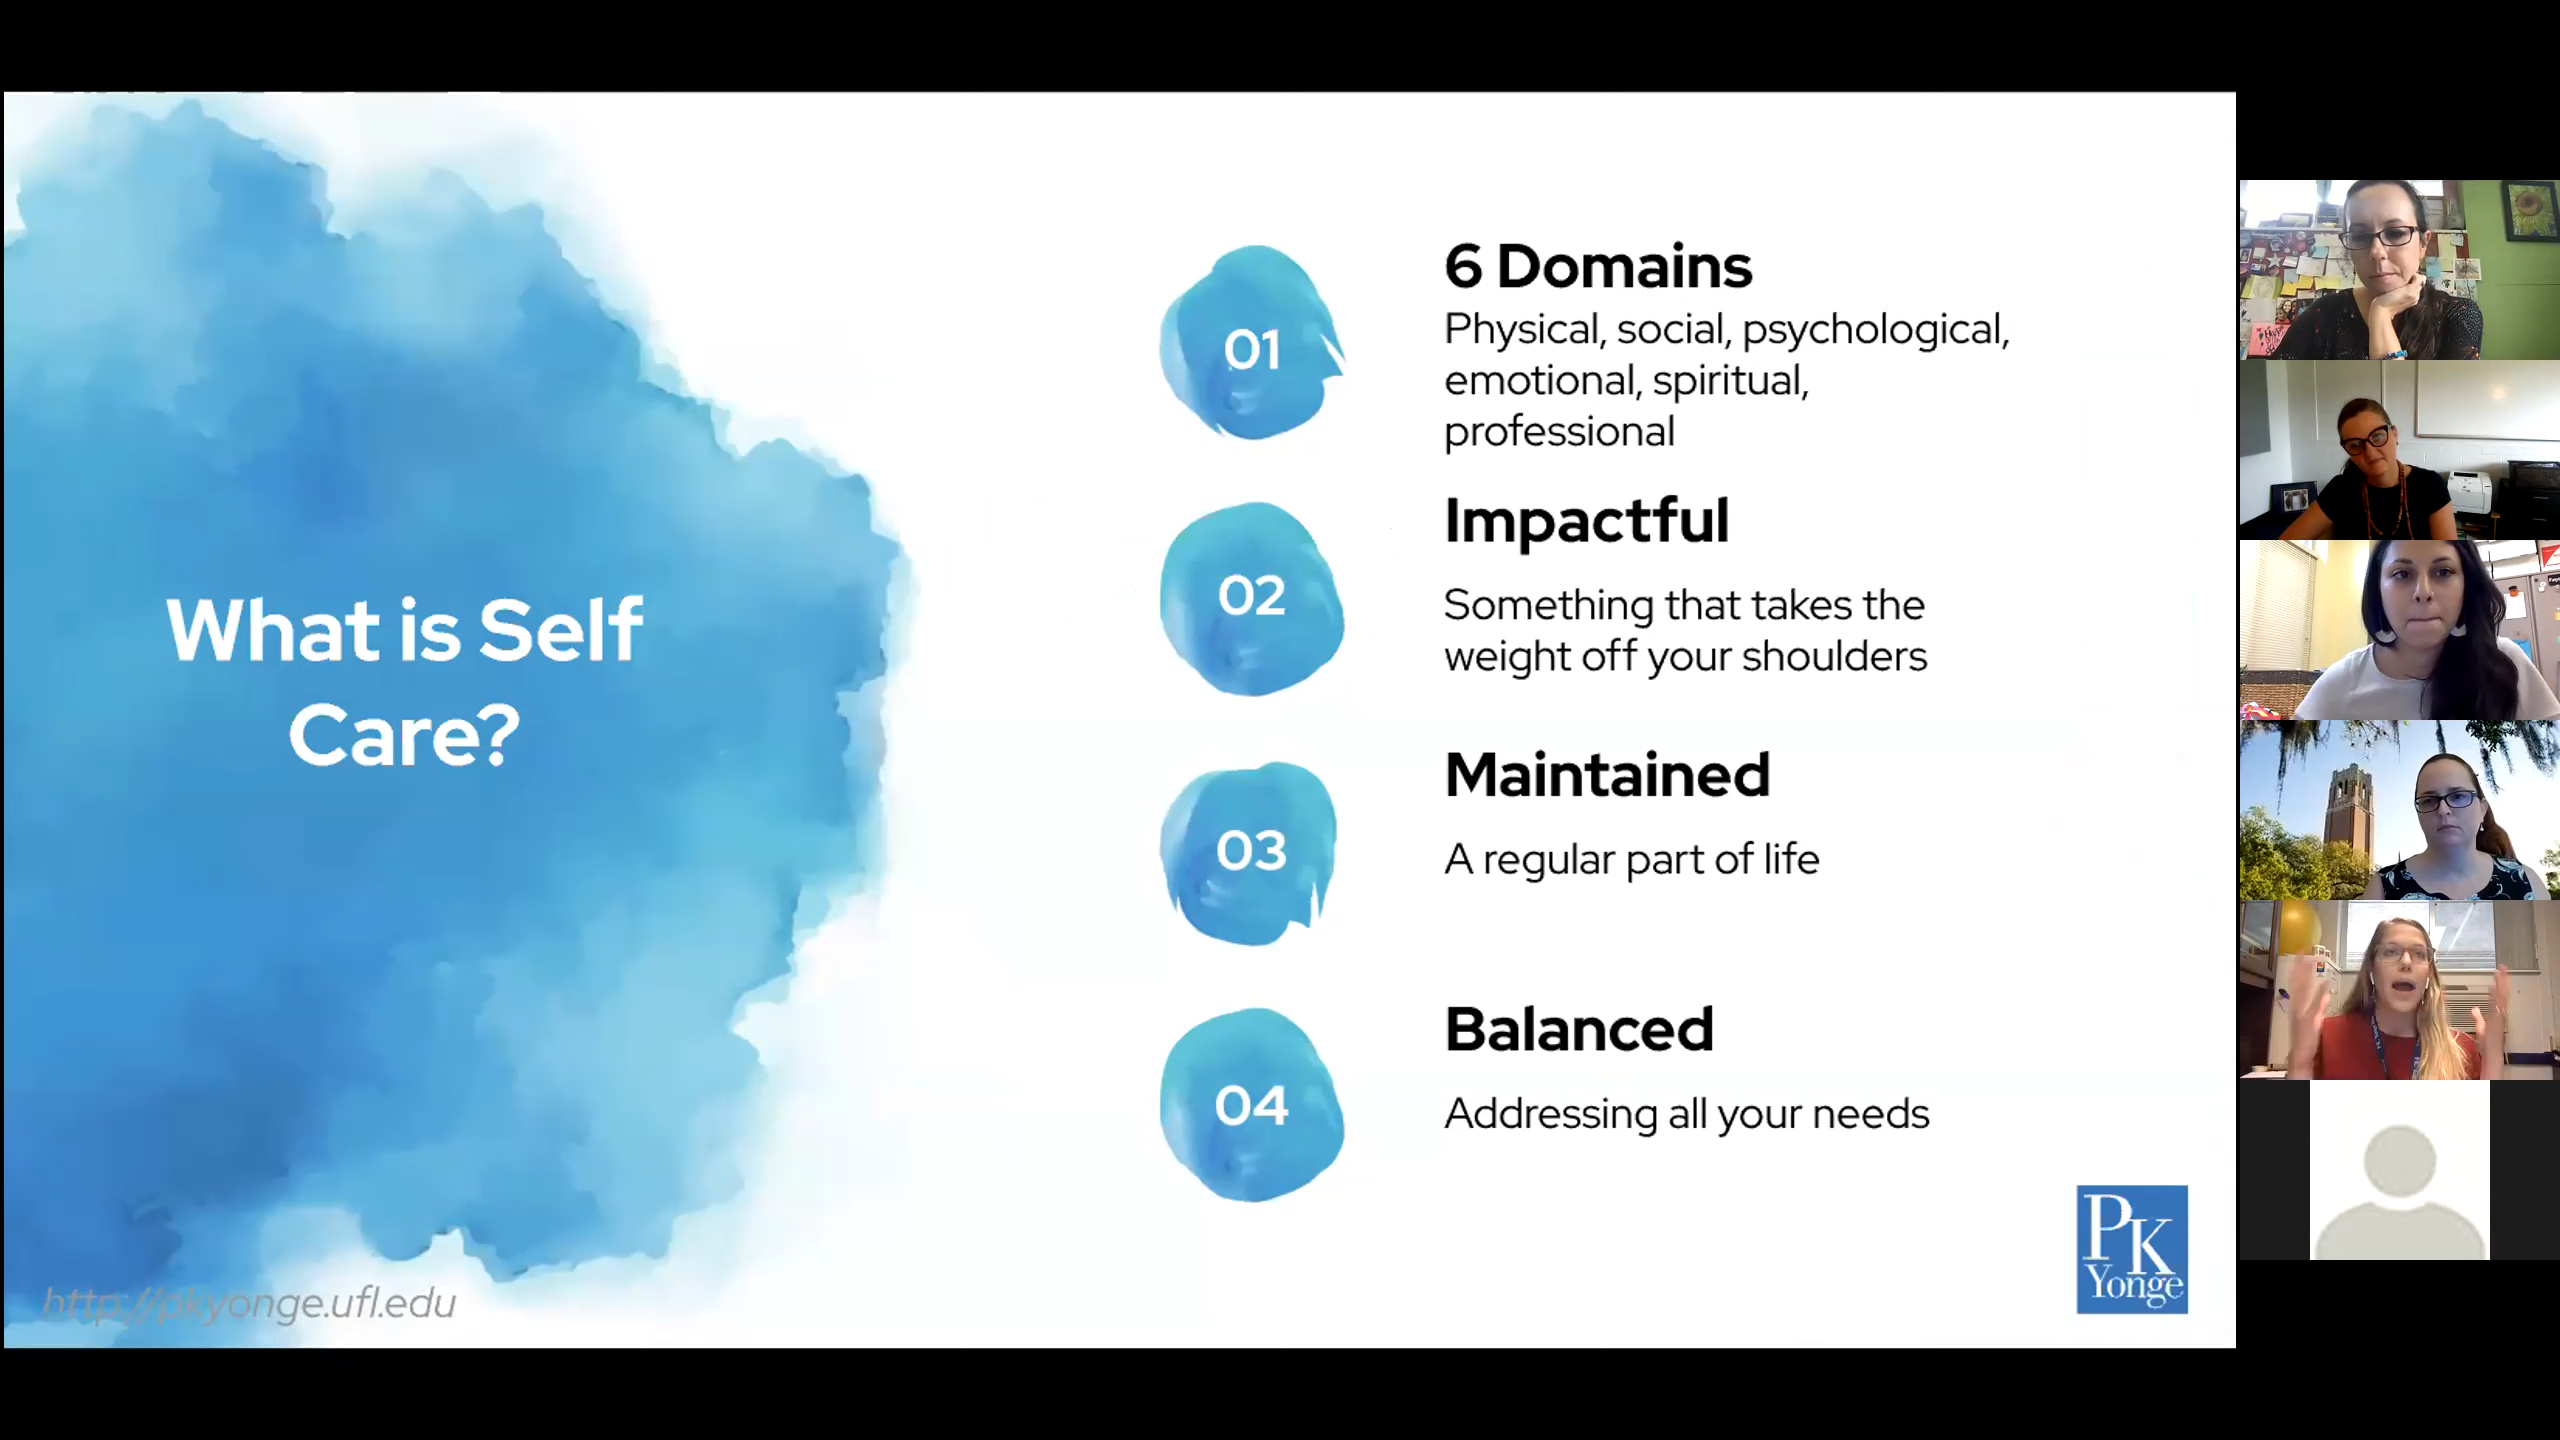 What is Self
Care?
01
6 Domains
Physical, social, psychological,
emotional, spiritual,
professional
02
Impactful
Something that takes the
weight off your shoulders
03
Maintained
A regular part of life
04
Balanced
Addressing all your needs
http://pkyonge.ufl.edu
PK
Yonge